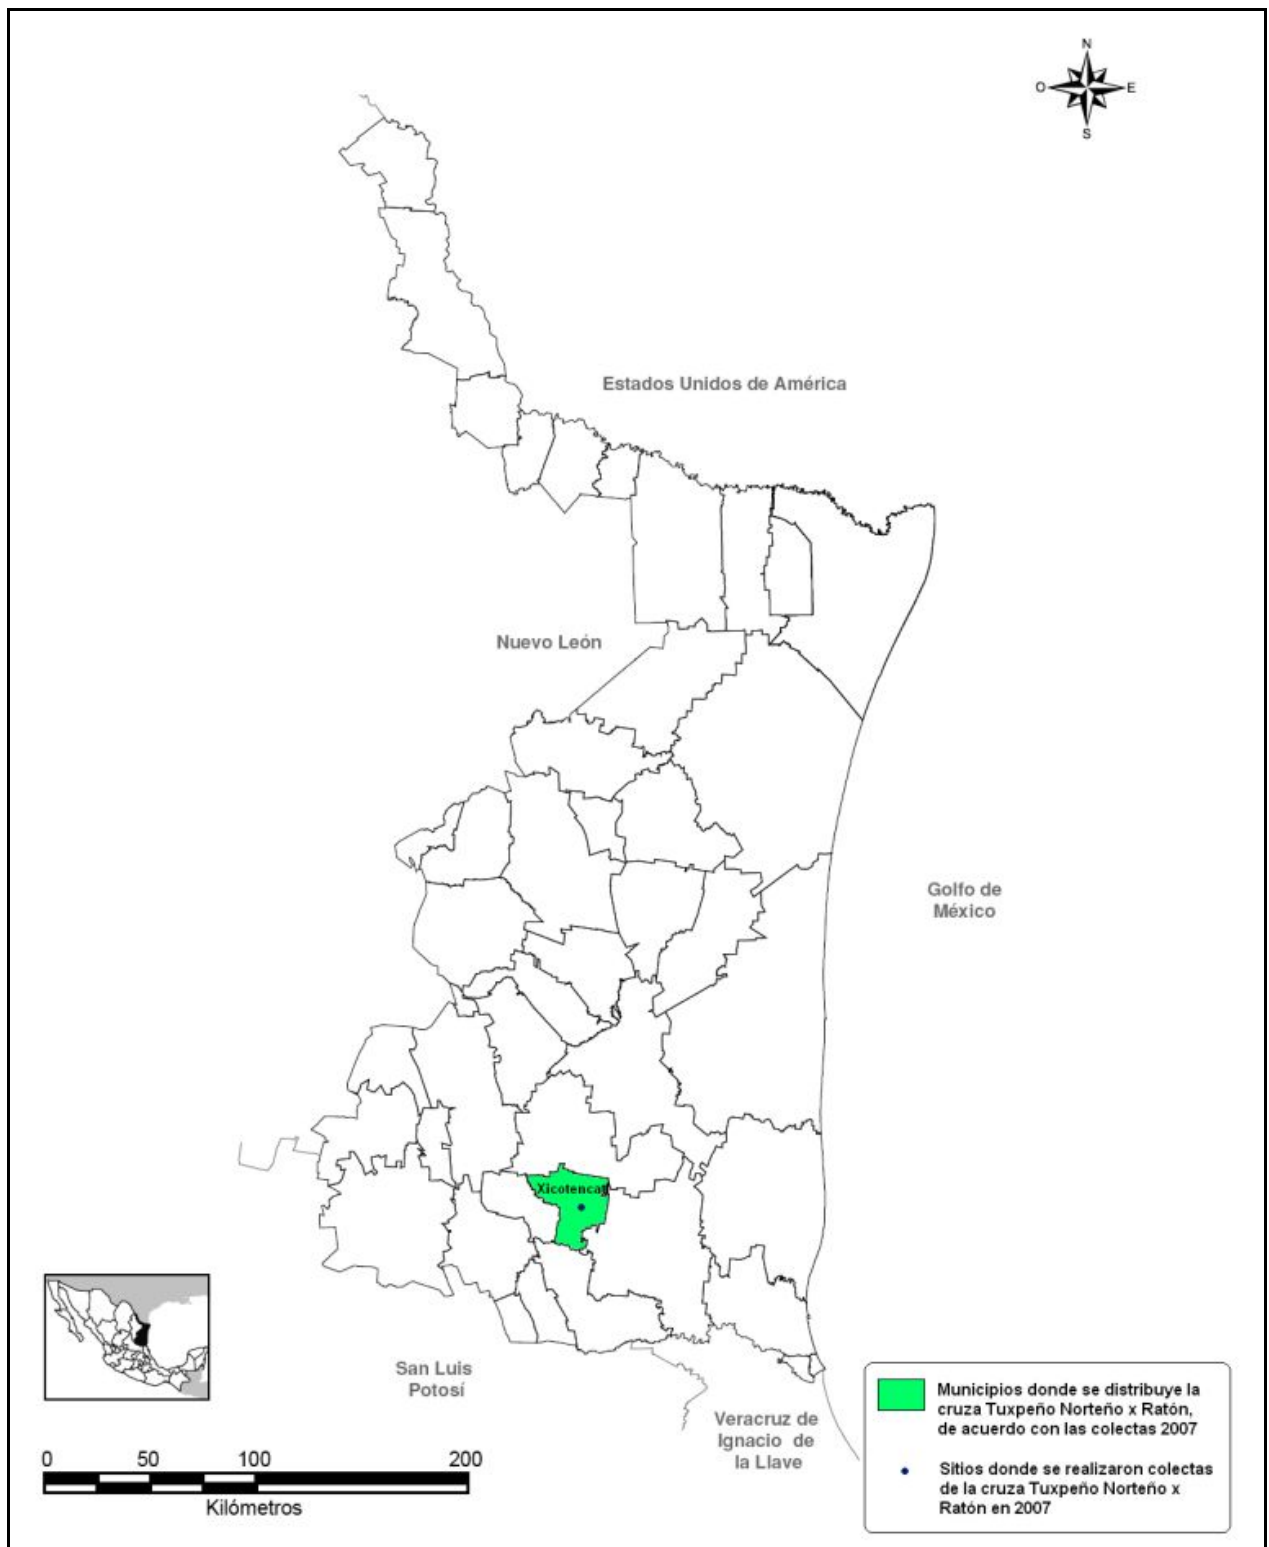 N
O E
S
Estados Unidos de América
Nuevo León
Golfo de
México
Xicotencatl
San Luis
Potosí
Veracruz de
Ignacio de
la Llave
0 50 100 200
Kilómetros
Municipios donde se distribuye la
cruza Tuxpeño Norteño x Ratón,
de acuerdo con las colectas 2007
Sitios donde se realizaron colectas
de la cruza Tuxpeño Norteño x
Ratón en 2007